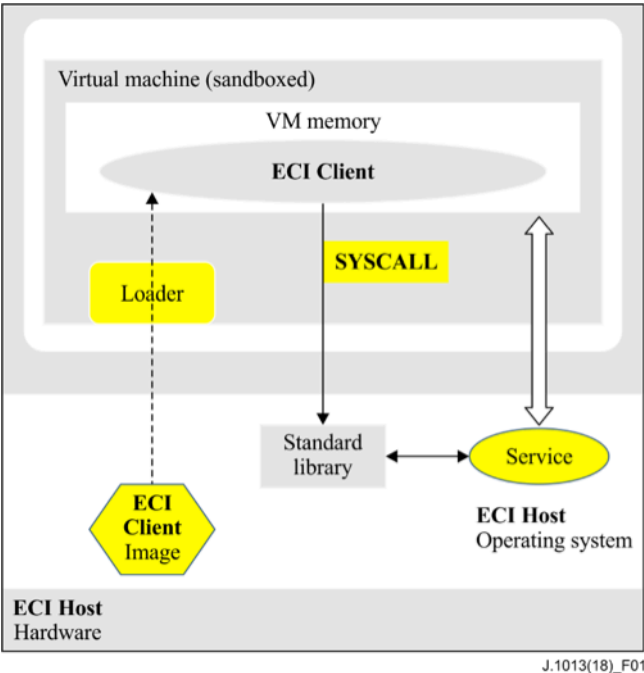 Virtual machine (sandboxed)
VM memory
ECI Client
SYSCALL
Loader
Standard
library
Service
ECI
Client
Image
ECI Host
Operating system
ECI Host
Hardware
J.1013(18)_F01